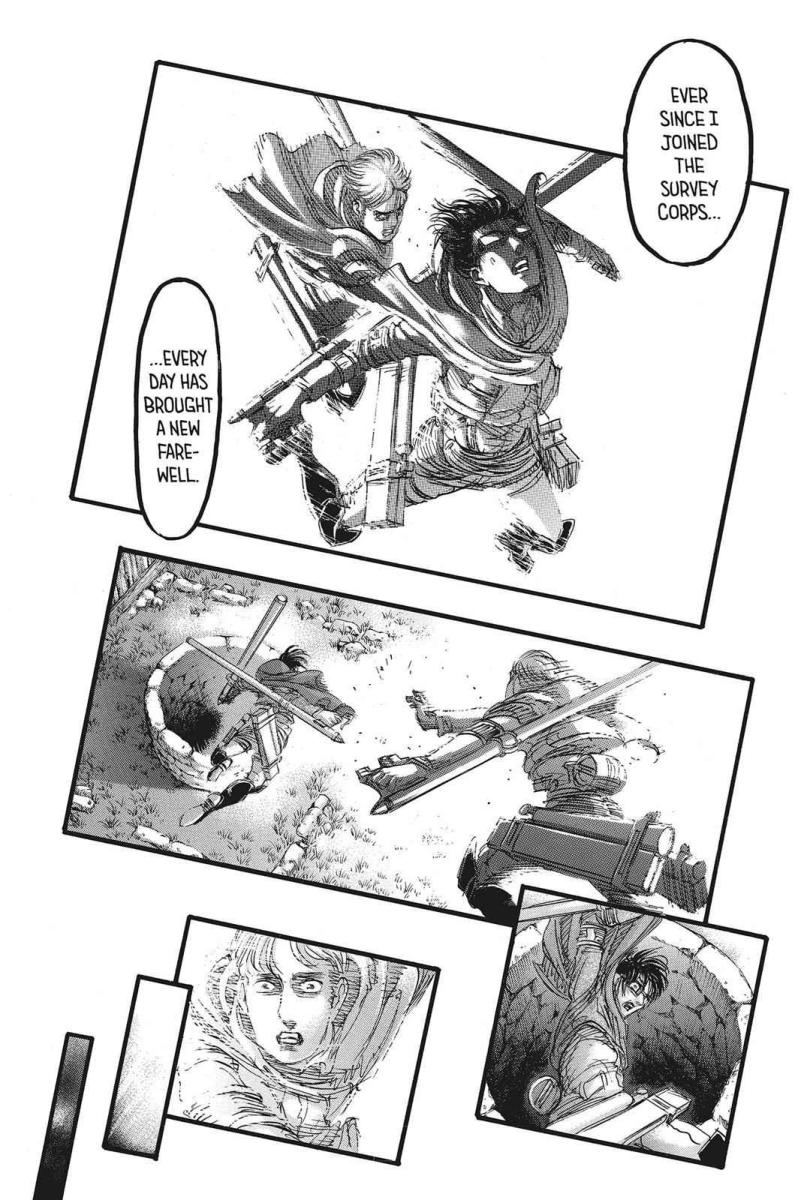 EVER
SINCE I
JOINED
THE
SURVEY
CORPS...
...EVERY
DAY HAS
BROUGHT
A NEW
FARE-
WELL.